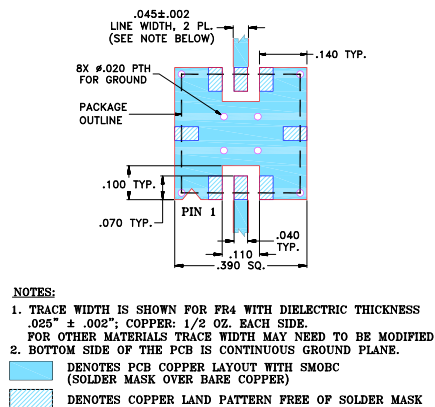 .045±.002
LINE WIDTH, 2 PL.
(SEE NOTE BELOW)
.140 TYP.
8X ø.020 PTH
FOR GROUND
PACKAGE
OUTLINE
.100 TYP.
.070 TYP.
PIN 1
.040
TYP.
.110
.390 SQ.
NOTES:
1. TRACE WIDTH IS SHOWN FOR FR4 WITH DIELECTRIC THICKNESS
.025" ± .002"; COPPER: 1/2 OZ. EACH SIDE.
FOR OTHER MATERIALS TRACE WIDTH MAY NEED TO BE MODIFIED
2. BOTTOM SIDE OF THE PCB IS CONTINUOUS GROUND PLANE.
DENOTES PCB COPPER LAYOUT WITH SMOBC
(SOLDER MASK OVER BARE COPPER)
DENOTES COPPER LAND PATTERN FREE OF SOLDER MASK